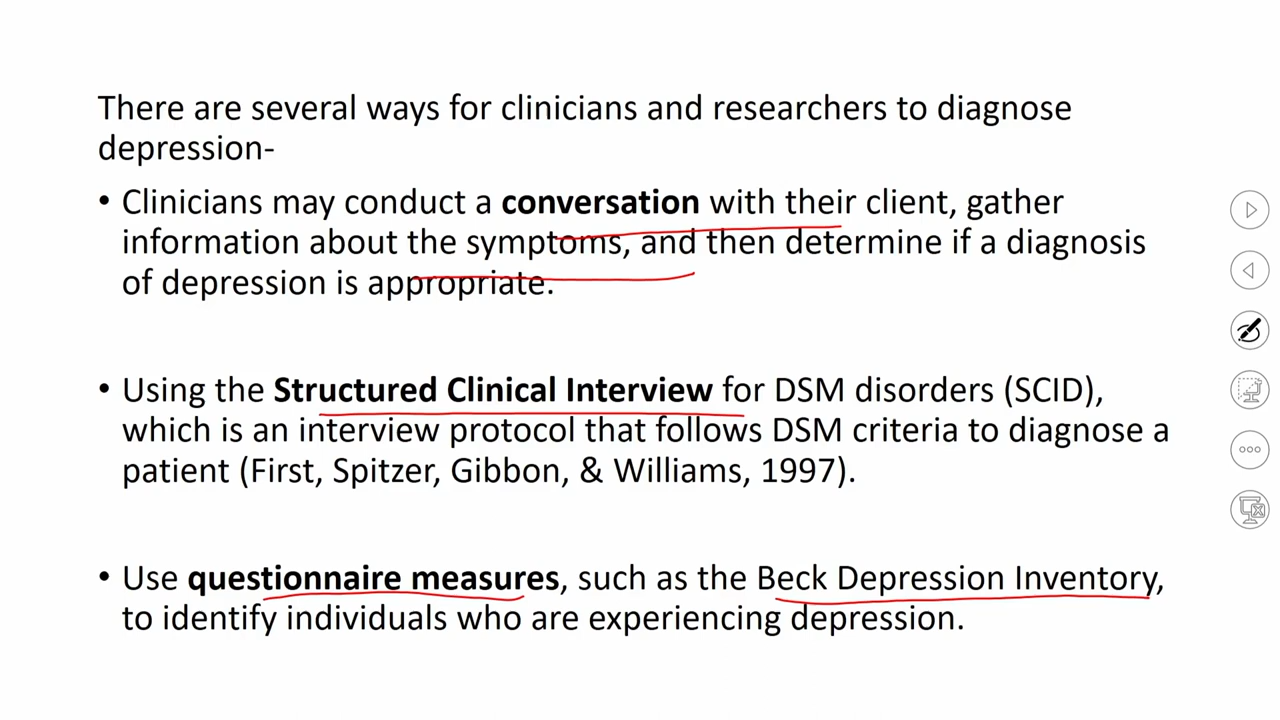 There are several ways for clinicians and researchers to diagnose
depression-
• Clinicians may conduct a conversation with their client, gather
information about the symptoms, and then determine if a diagnosis
of depression is appropriate.
• Using the Structured Clinical Interview for DSM disorders (SCID),
which is an interview protocol that follows DSM criteria to diagnose a
patient (First, Spitzer, Gibbon, & Williams, 1997).
• Use questionnaire measures, such as the Beck Depression Inventory,
to identify individuals who are experiencing depression.